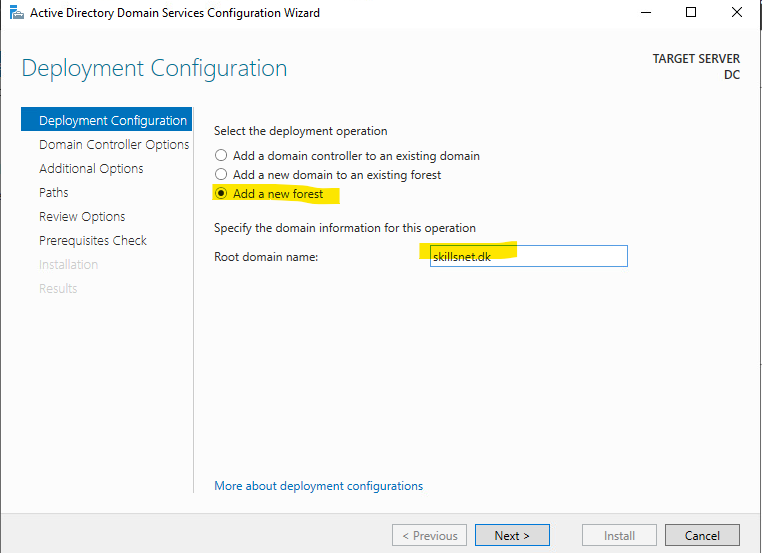 Active Directory Domain Services Configuration Wizard
Deployment Configuration
TARGET SERVER
DC
Deployment Configuration
Domain Controller Options
Additional Options
Paths
Review Options
Prerequisites Check
Installation
Results
Select the deployment operation
Add a domain controller to an existing domain
Add a new domain to an existing forest
Add a new forest
Specify the domain information for this operation
Root domain name: skillsnet.dk
More about deployment configurations
< Previous Next > Install Cancel